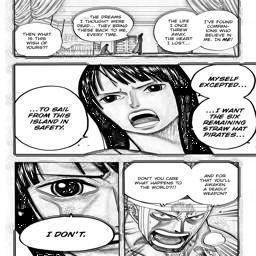 I'VE FOUND
COMPAN-
IONS WHO
BELIEVE IN
ME. IN ME!
THE LIFE
I ONCE
THREW
AWAY.
THE HEART
I LOST...
THE DREAMS
I THOUGHT
WERE
DEAD... THEY BRING
THESE BACK TO ME,
EVERY TIME.
THEN WHAT
IS THIS
WISH OF
YOURS?!
MYSELF
EXCEPTED...
...I WANT
THE SIX
REMAINING
STRAW HAT
PIRATES...
...TO SAIL
FROM THIS
ISLAND IN
SAFETY.
AND FOR
THAT YOU'LL
AWAKEN
A DEADLY
WEAPON?
DON'T YOU CARE
WHAT HAPPENS TO
THE WORLD?!!
I DON'T.